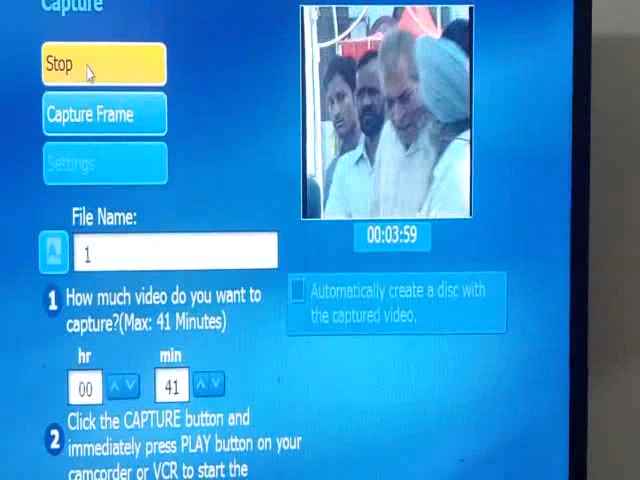 Capture
Stop
Capture Frame
Settings
File Name:
1
00:03:59
1 How much video do you want to
capture?(Max: 41 Minutes)
Automatically create a disc with
the captured video.
hr min
00 41
2 Click the CAPTURE button and
immediately press PLAY button on your
camcorder or VCR to start the